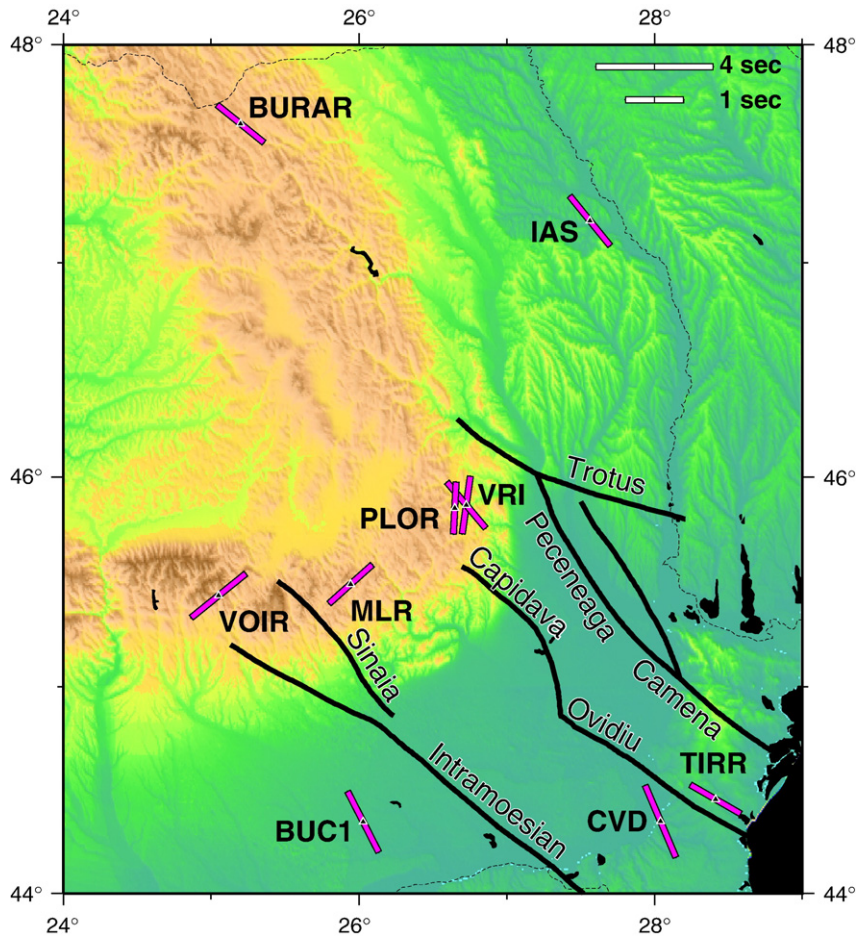 24°
26°
28°
48°
48°
4 sec
1 sec
BURAR
IAS
46°
46°
Trotus
VRI
PLOR
Peceneaga
Capidava
VOIR
MLR
Sinaia
Camena
Ovidiu
TIRR
Intramoesian
CVD
BUC1
44°
44°
24°
26°
28°